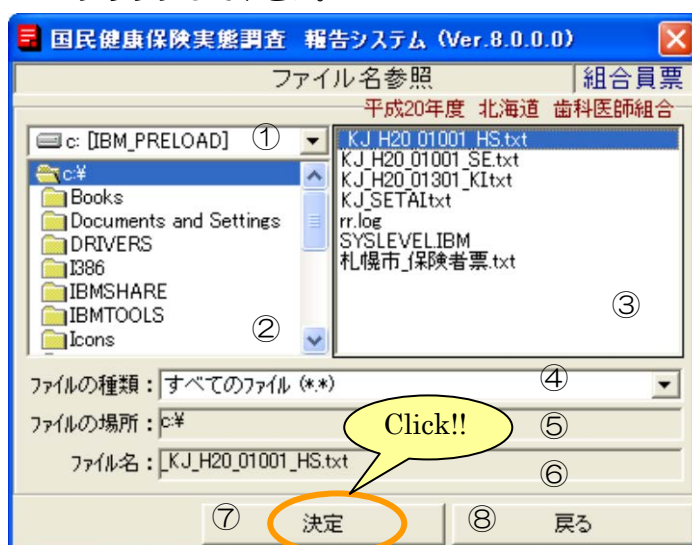 国民健康保険実態調査 報告システム (Ver.8.0.0.0)
ファイル名参照
組合員票
平成20年度 北海道 歯科医師組合
c: [IBM_PRELOAD] ①
c:¥
Books
Documents and Settings
DRIVERS
I386
IBMSHARE
IBMTOOLS
Icons
②
_KJ_H20_01001_HS.txt
KJ_H20_01001_SE.txt
KJ_H20_01301_KItxt
KJ_SETAItxt
rr.log
SYSLEVEL.IBM
札幌市_保険者票.txt
③
ファイルの種類：すべてのファイル (*.*) ④
ファイルの場所：c:¥ ⑤
ファイル名：_KJ_H20_01001_HS.txt ⑥
Click!!
⑦ 決定
⑧ 戻る